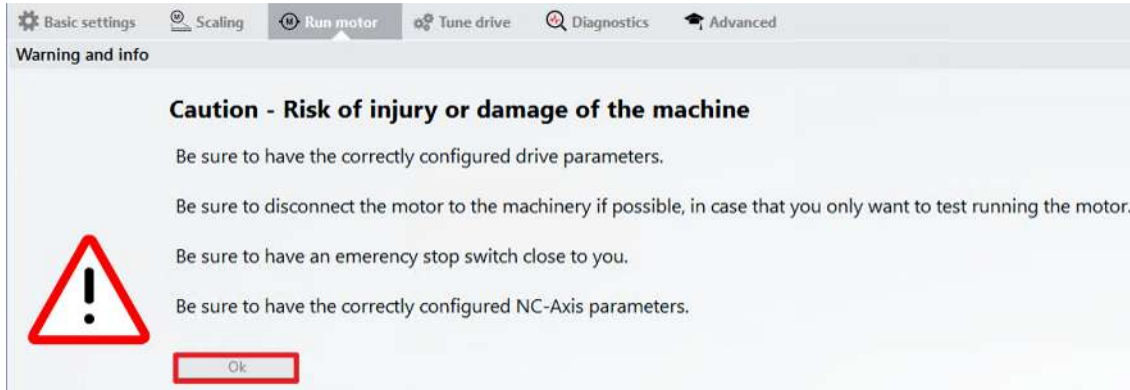 Basic settings Scaling Run motor Tune drive Diagnostics Advanced
Warning and info
Caution - Risk of injury or damage of the machine
Be sure to have the correctly configured drive parameters.
Be sure to disconnect the motor to the machinery if possible, in case that you only want to test running the motor.
Be sure to have an emerency stop switch close to you.
Be sure to have the correctly configured NC-Axis parameters.
Ok